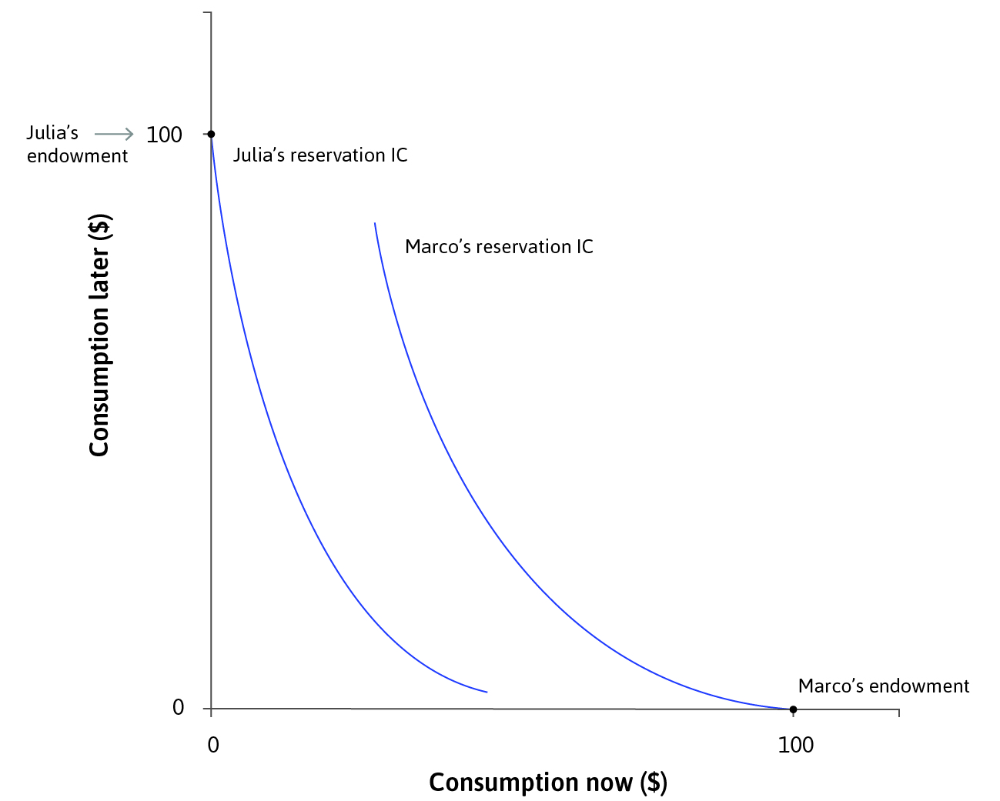 Julia’s
endowment
100
Julia’s reservation IC
Marco’s reservation IC
Consumption later ($)
Marco’s endowment
0
0
100
Consumption now ($)